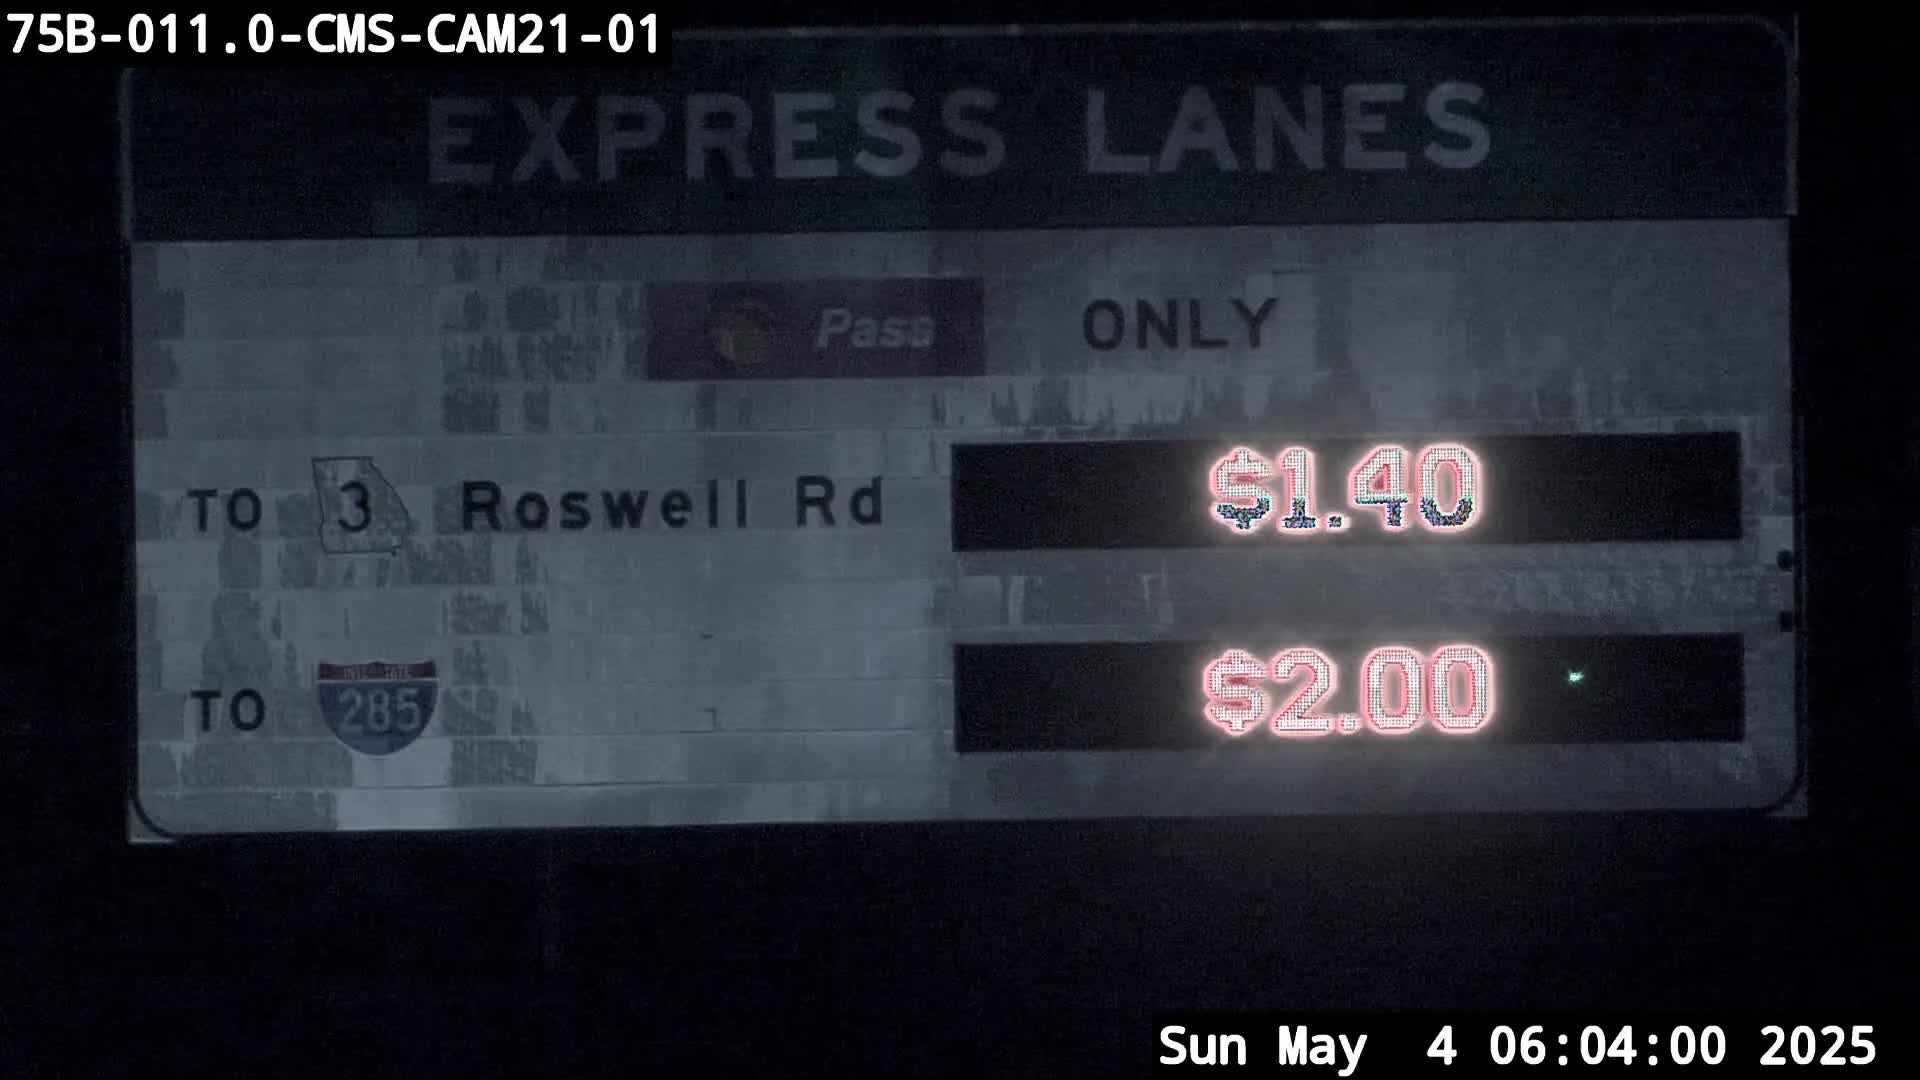 75B-011.0-CMS-CAM21-01
EXPRESS LANES
Pass ONLY
TO 3 Roswell Rd $1.40
INTERSTATE
TO 285 $2.00
Sun May 4 06:04:00 2025